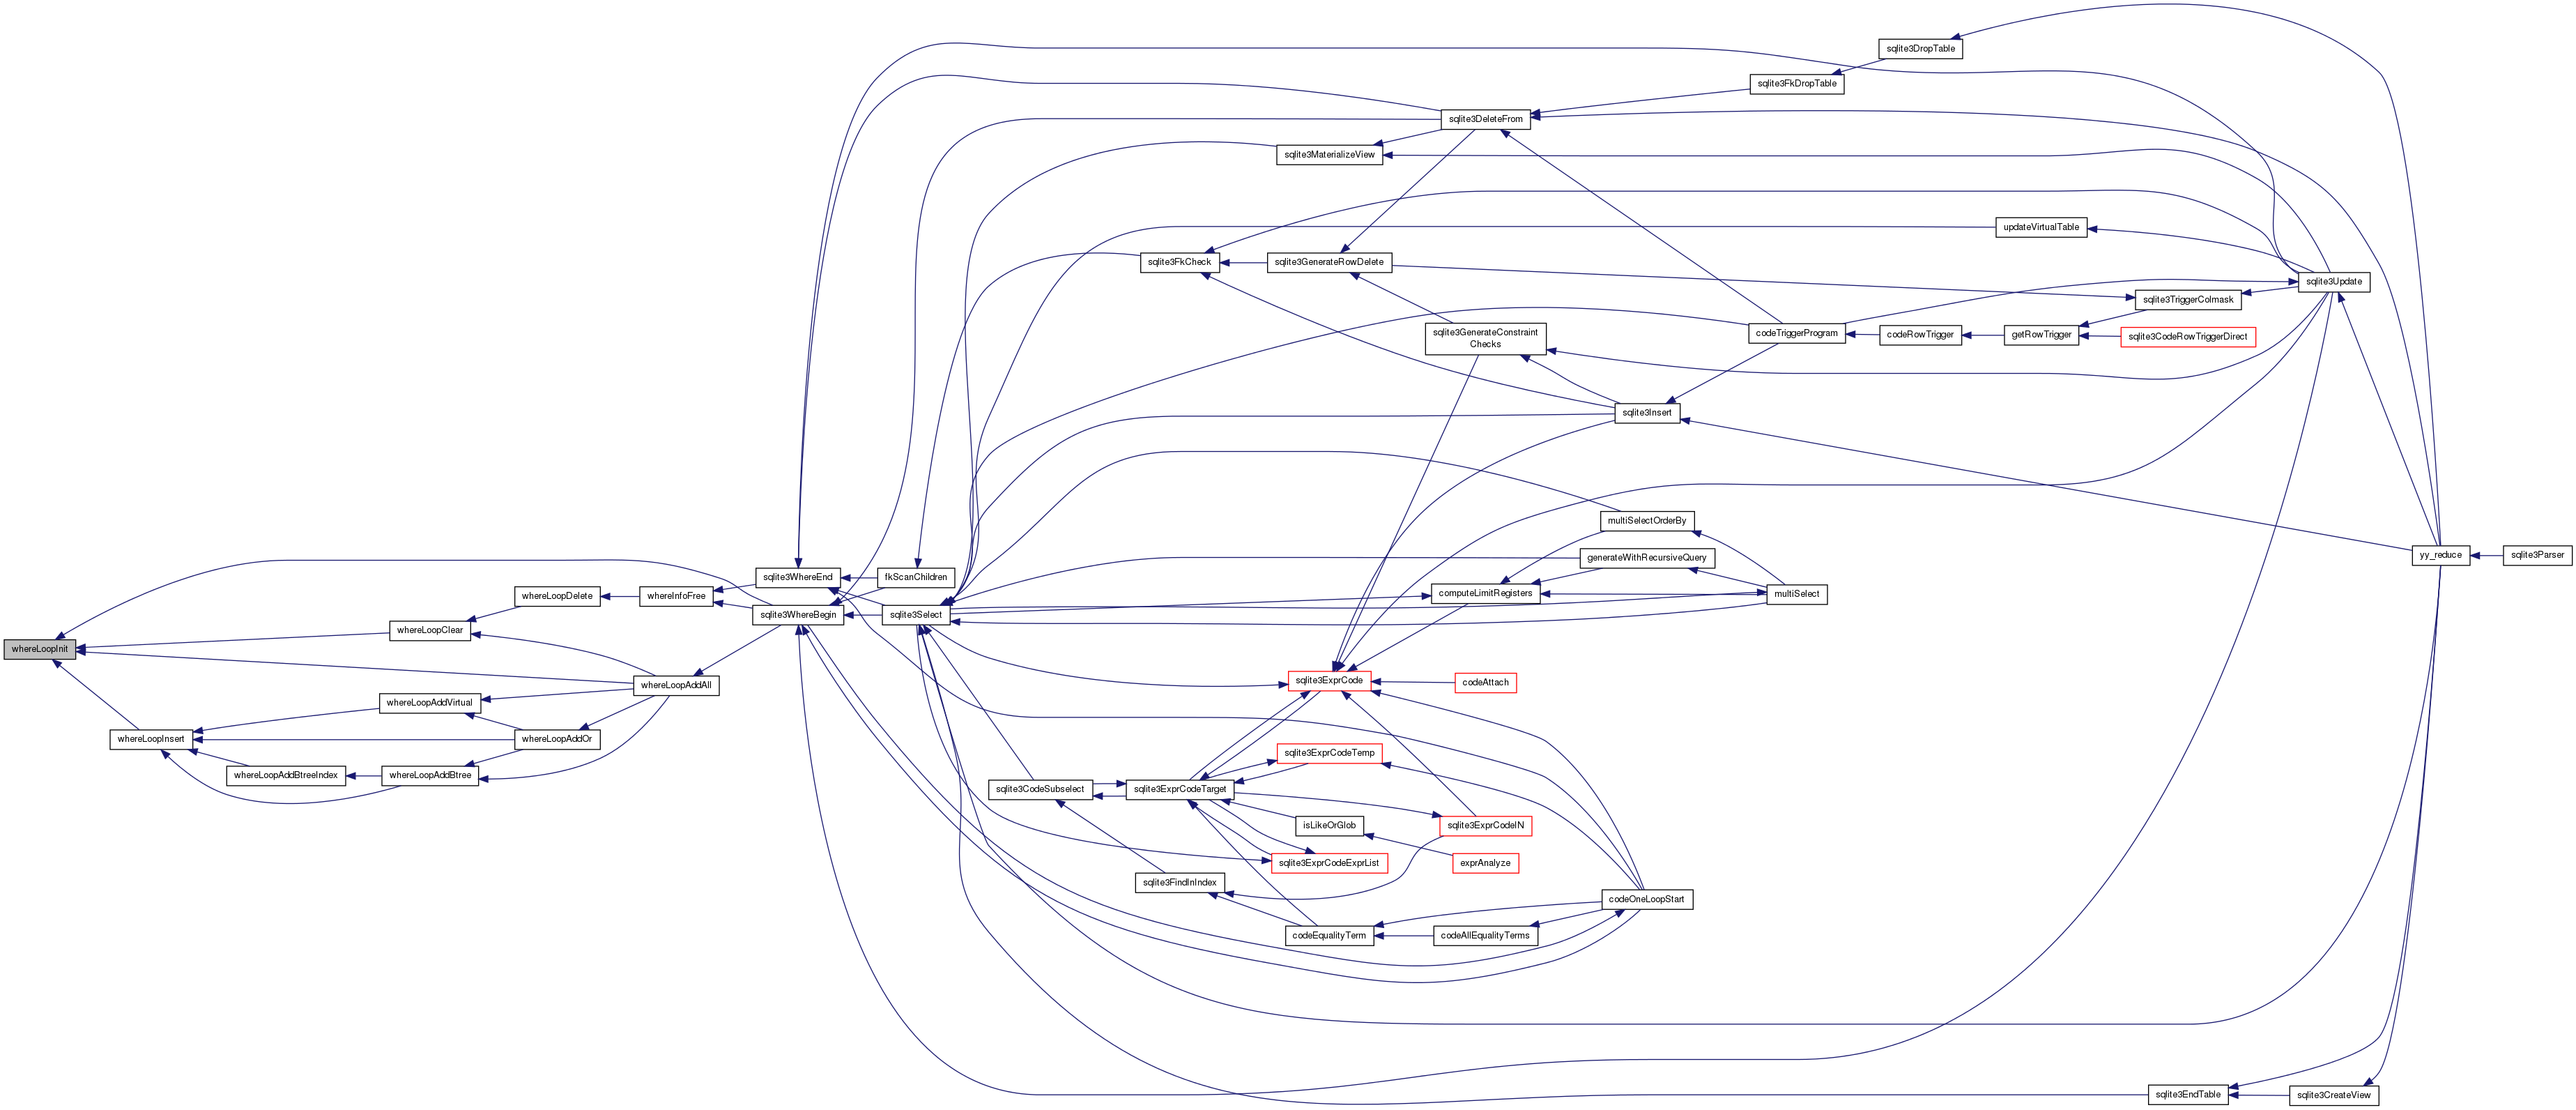 whereLoopInit
whereLoopClear
whereLoopInsert
whereLoopAddBtreeIndex
whereLoopAddVirtual
whereLoopAddBtree
whereLoopDelete
whereLoopAddOr
whereInfoFree
whereLoopAddAll
sqlite3WhereEnd
sqlite3WhereBegin
fkScanChildren
sqlite3Select
sqlite3CodeSubselect
sqlite3FkCheck
sqlite3ExprCodeTarget
sqlite3FindInIndex
sqlite3MaterializeView
sqlite3GenerateRowDelete
sqlite3ExprCode
sqlite3ExprCodeTemp
isLikeOrGlob
sqlite3ExprCodeExprList
codeEqualityTerm
sqlite3DeleteFrom
sqlite3GenerateConstraint
Checks
computeLimitRegisters
codeAttach
sqlite3ExprCodeIN
exprAnalyze
codeAllEqualityTerms
sqlite3Insert
multiSelectOrderBy
generateWithRecursiveQuery
codeOneLoopStart
sqlite3FkDropTable
codeTriggerProgram
multiSelect
sqlite3DropTable
codeRowTrigger
updateVirtualTable
getRowTrigger
sqlite3TriggerColmask
sqlite3CodeRowTriggerDirect
sqlite3EndTable
sqlite3Update
sqlite3CreateView
yy_reduce
sqlite3Parser